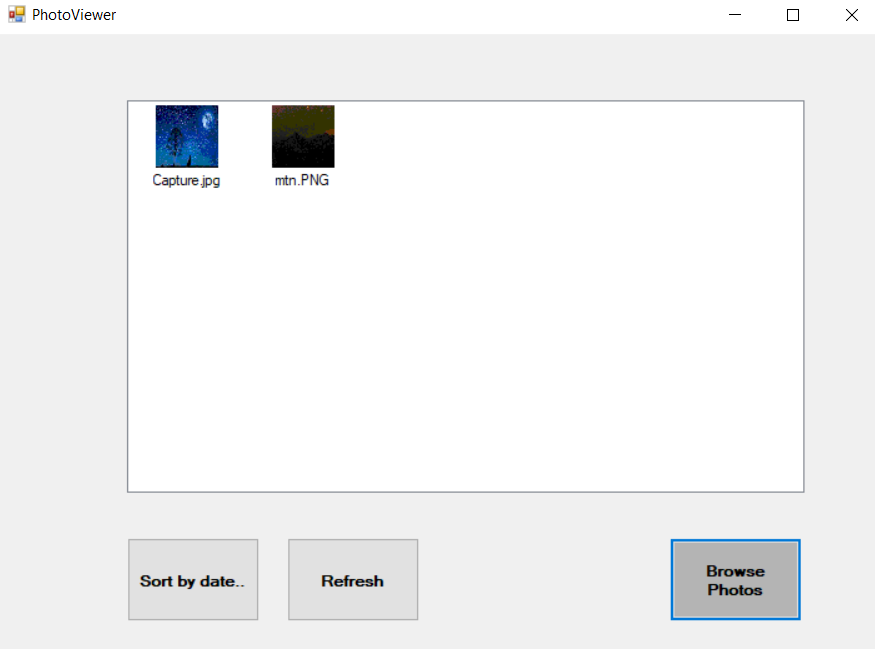 PhotoViewer
Capture.jpg
mtn.PNG
Sort by date..
Refresh
Browse
Photos